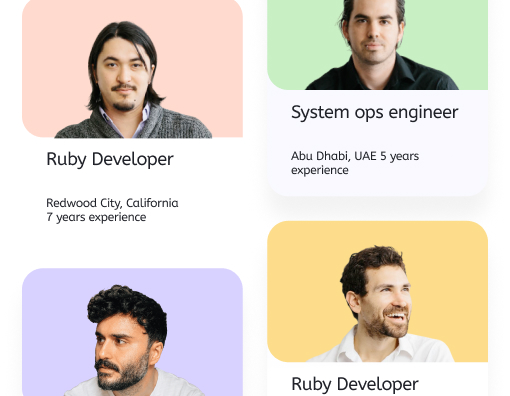 Ruby Developer
Redwood City, California
7 years experience
System ops engineer
Abu Dhabi, UAE 5 years
experience
Ruby Developer